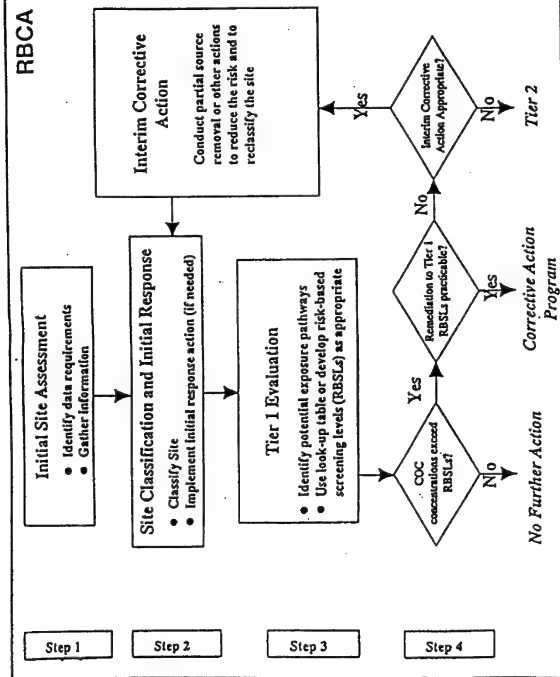 RBCA
Step 1
Initial Site Assessment
● Identify data requirements
● Gather information
Step 2
Site Classification and Initial Response
● Classify Site
● Implement initial response action (if needed)
Interim Corrective
Action
Conduct partial source
removal or other actions
to reduce the risk and to
reclassify the site
Step 3
Tier 1 Evaluation
● Identify potential exposure pathways
● Use look-up table or develop risk-based
screening levels (RBSLs) as appropriate
Step 4
COC
concentrations exceed
RBSLs?
Yes
No
No Further Action
Remediation to Tier 1
RBSLs practicable?
No
Yes
Corrective Action
Program
Interim Corrective
Action Appropriate?
Yes
No
Tier 2